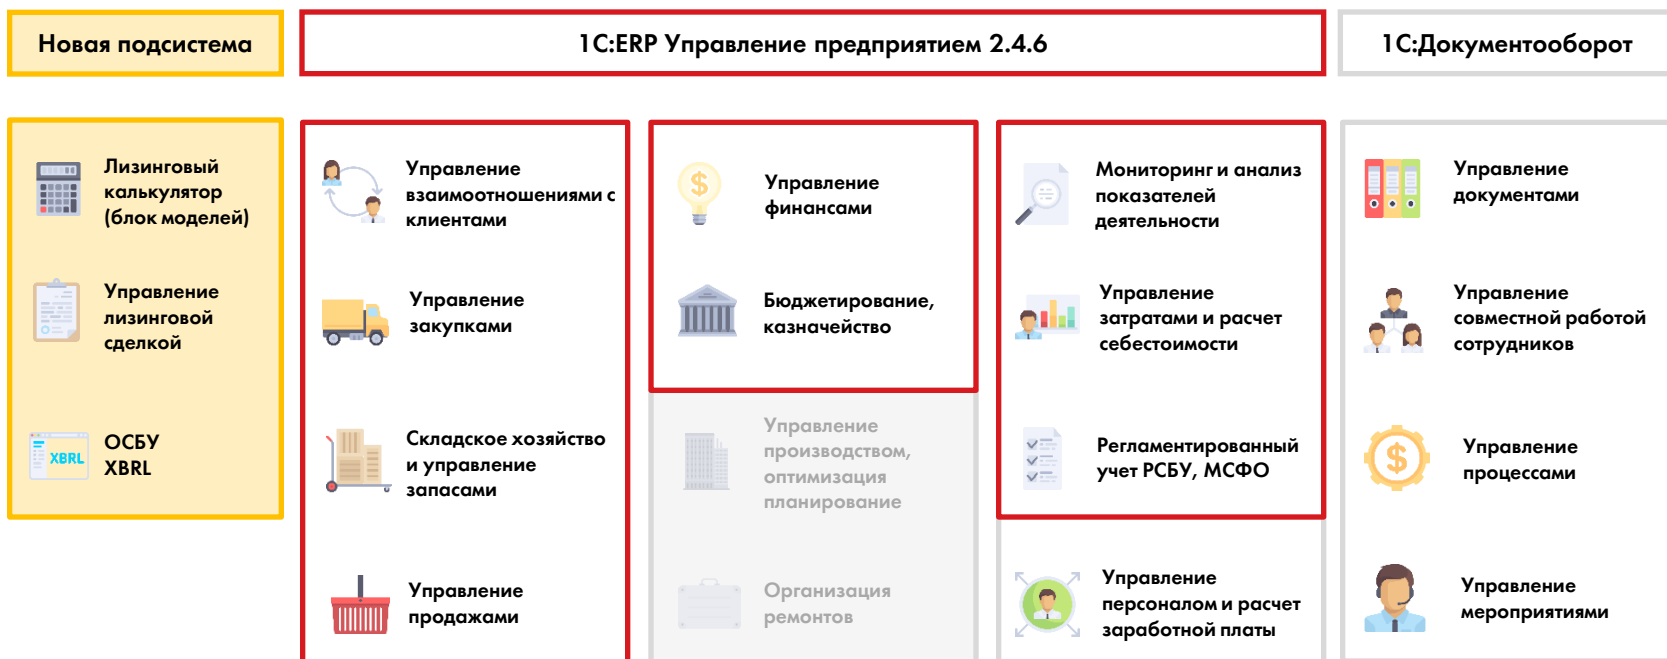 Новая подсистема
1С:ERP Управление предприятием 2.4.6
1С:Документооборот
Лизинговый
калькулятор
(блок моделей)
Управление
лизинговой
сделкой
XBRL
ОСБУ
XBRL
Управление
взаимоотношениями с
клиентами
Управление
закупками
Складское хозяйство
и управление
запасами
Управление
продажами
Управление
финансами
Бюджетирование,
казначейство
Управление
производством,
оптимизация
планирование
Организация
ремонтов
Мониторинг и анализ
показателей
деятельности
Управление
затратами и расчет
себестоимости
Регламентированный
учет РСБУ, МСФО
Управление
персоналом и расчет
заработной платы
Управление
документами
Управление
совместной работой
сотрудников
Управление
процессами
Управление
мероприятиями